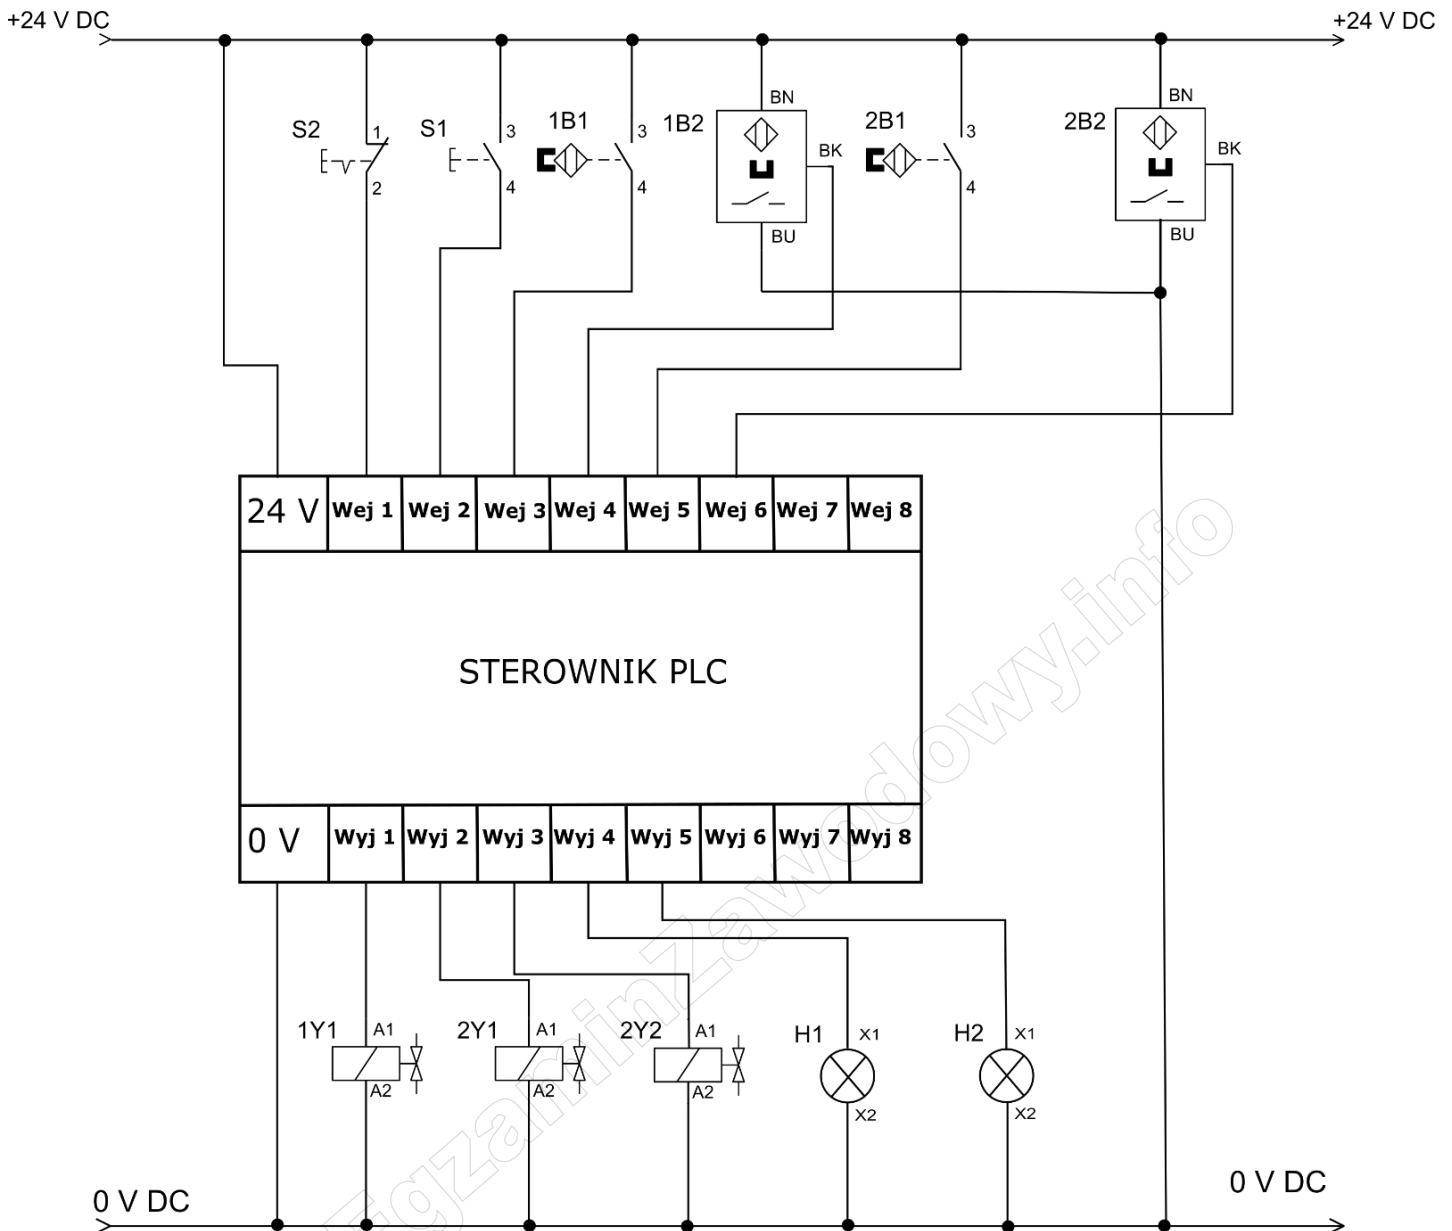 +24 V DC +24 V DC
BN BN
S2 1 S1 3 1B1 3 1B2 BK 2B1 3 2B2 BK
2 4 4 BU 4 BU
24 V Wej 1 Wej 2 Wej 3 Wej 4 Wej 5 Wej 6 Wej 7 Wej 8
STEROWNIK PLC
0 V Wyj 1 Wyj 2 Wyj 3 Wyj 4 Wyj 5 Wyj 6 Wyj 7 Wyj 8
1Y1 A1 2Y1 A1 2Y2 A1 H1 X1 H2 X1
A2 A2 A2 X2 X2
0 V DC 0 V DC
EgzaminZawodowy.info